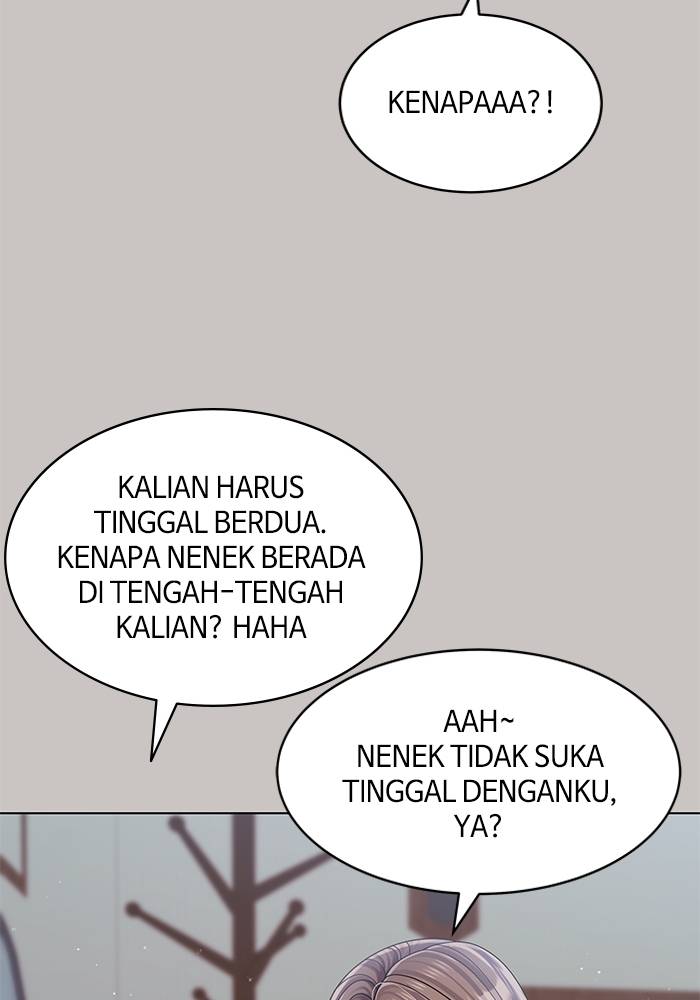 KENAPAAA?!
KALIAN HARUS
TINGGAL BERDUA.
KENAPA NENEK BERADA
DI TENGAH-TENGAH
KALIAN? HAHA
AAH~
NENEK TIDAK SUKA
TINGGAL DENGANKU,
YA?